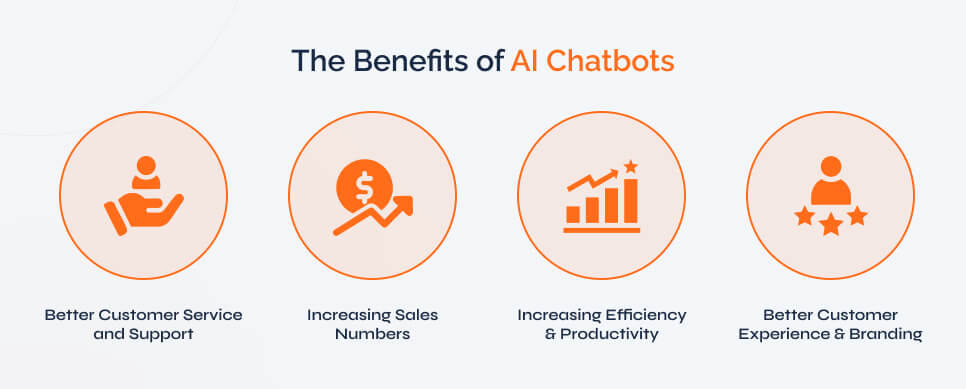 The Benefits of AI Chatbots
Better Customer Service
and Support
Increasing Sales
Numbers
Increasing Efficiency
& Productivity
Better Customer
Experience & Branding